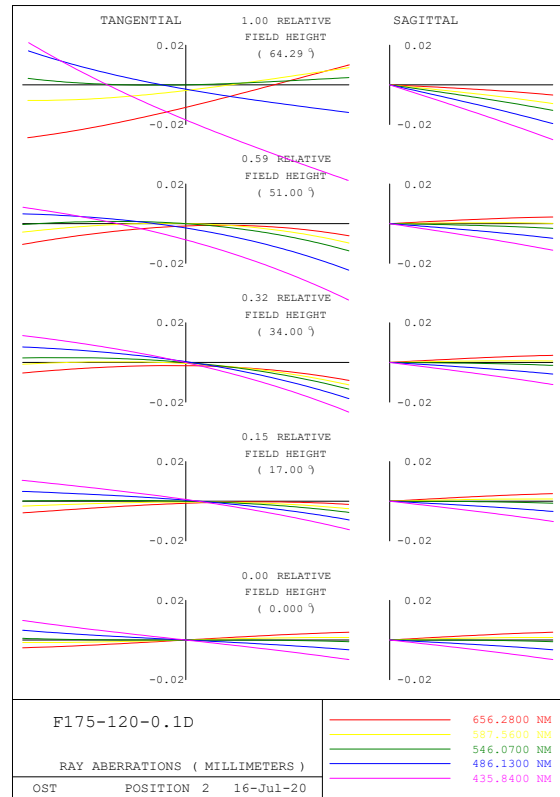 TANGENTIAL 1.00 RELATIVE SAGITTAL
FIELD HEIGHT
( 64.29 º)
0.02 0.02
-0.02 -0.02
0.59 RELATIVE
FIELD HEIGHT
( 51.00 º)
0.02 0.02
-0.02 -0.02
0.32 RELATIVE
FIELD HEIGHT
( 34.00 º)
0.02 0.02
-0.02 -0.02
0.15 RELATIVE
FIELD HEIGHT
( 17.00 º)
0.02 0.02
-0.02 -0.02
0.00 RELATIVE
FIELD HEIGHT
( 0.000 º)
0.02 0.02
-0.02 -0.02
F175-120-0.1D
RAY ABERRATIONS ( MILLIMETERS )
OST POSITION 2 16-Jul-20
656.2800 NM
587.5600 NM
546.0700 NM
486.1300 NM
435.8400 NM